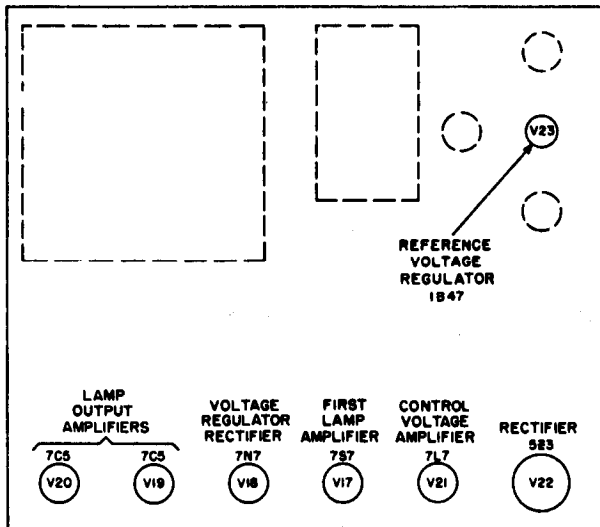 V23
REFERENCE
VOLTAGE
REGULATOR
1B47
LAMP
OUTPUT
AMPLIFIERS
7C5 7C5
V20 V19
VOLTAGE
REGULATOR
RECTIFIER
7N7
V18
FIRST
LAMP
AMPLIFIER
7S7
V17
CONTROL
VOLTAGE
AMPLIFIER
7L7
V21
RECTIFIER
523
V22